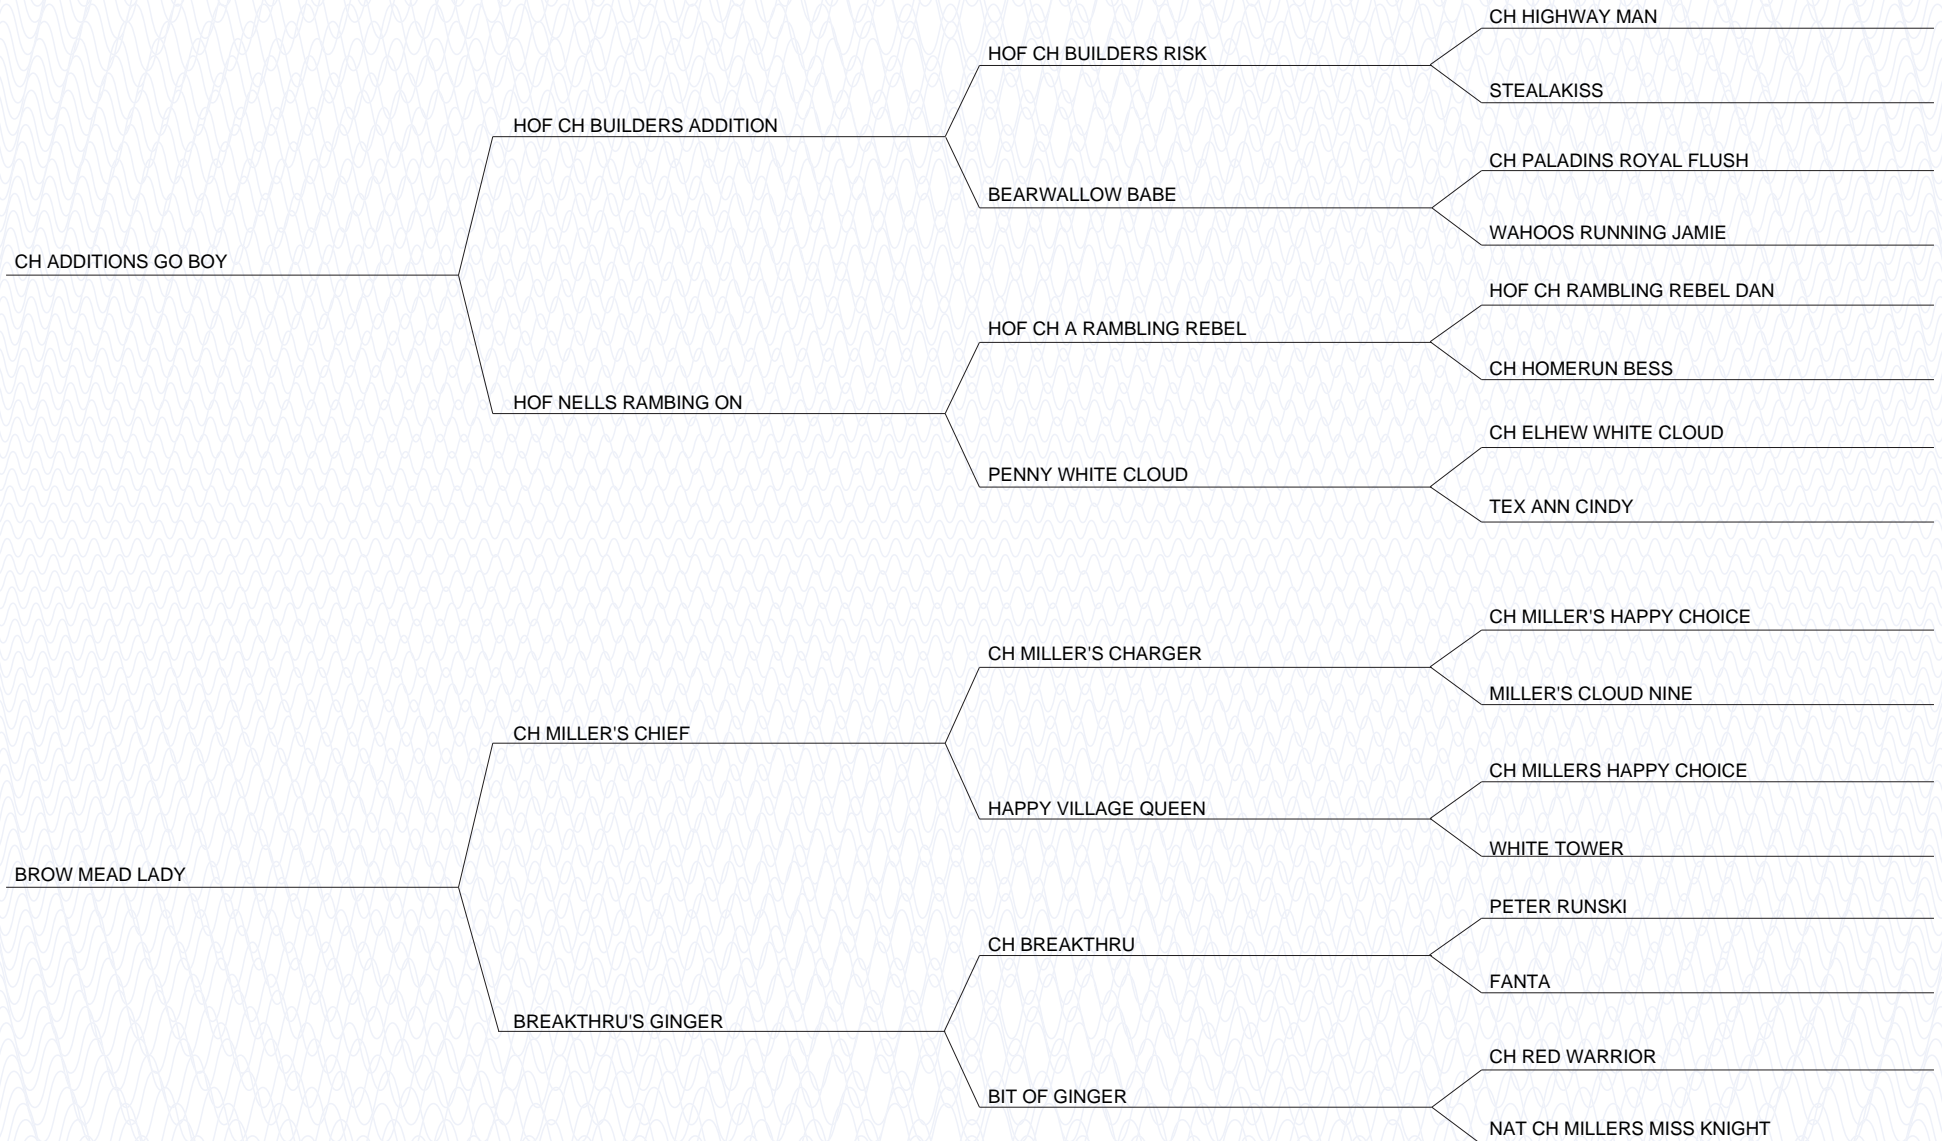 CH HIGHWAY MAN
HOF CH BUILDERS RISK
STEALAKISS
HOF CH BUILDERS ADDITION
CH PALADINS ROYAL FLUSH
BEARWALLOW BABE
WAHOOS RUNNING JAMIE
CH ADDITIONS GO BOY
HOF CH RAMBLING REBEL DAN
HOF CH A RAMBLING REBEL
CH HOMERUN BESS
HOF NELLS RAMBING ON
CH ELHEW WHITE CLOUD
PENNY WHITE CLOUD
TEX ANN CINDY
CH MILLER'S HAPPY CHOICE
CH MILLER'S CHARGER
MILLER'S CLOUD NINE
CH MILLER'S CHIEF
CH MILLERS HAPPY CHOICE
HAPPY VILLAGE QUEEN
WHITE TOWER
BROW MEAD LADY
PETER RUNSKI
CH BREAKTHRU
FANTA
BREAKTHRU'S GINGER
CH RED WARRIOR
BIT OF GINGER
NAT CH MILLERS MISS KNIGHT